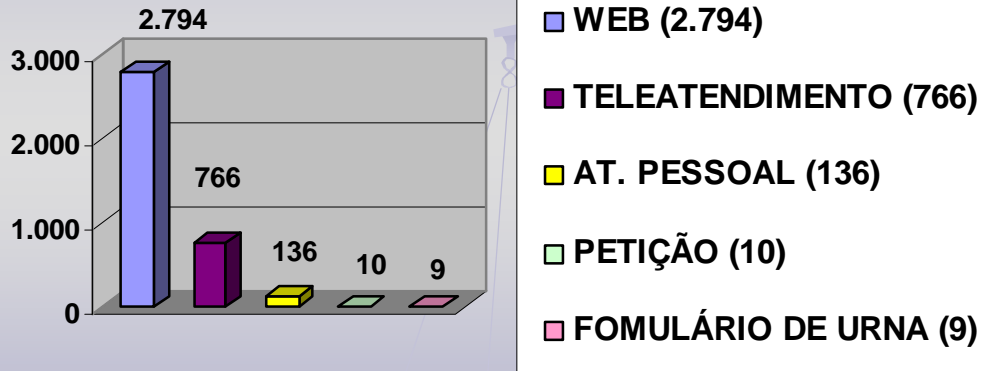 2.794
3.000
2.000
1.000
0
766
136
10
9
WEB (2.794)
TELEATENDIMENTO (766)
AT. PESSOAL (136)
PETIÇÃO (10)
FOMULÁRIO DE URNA (9)